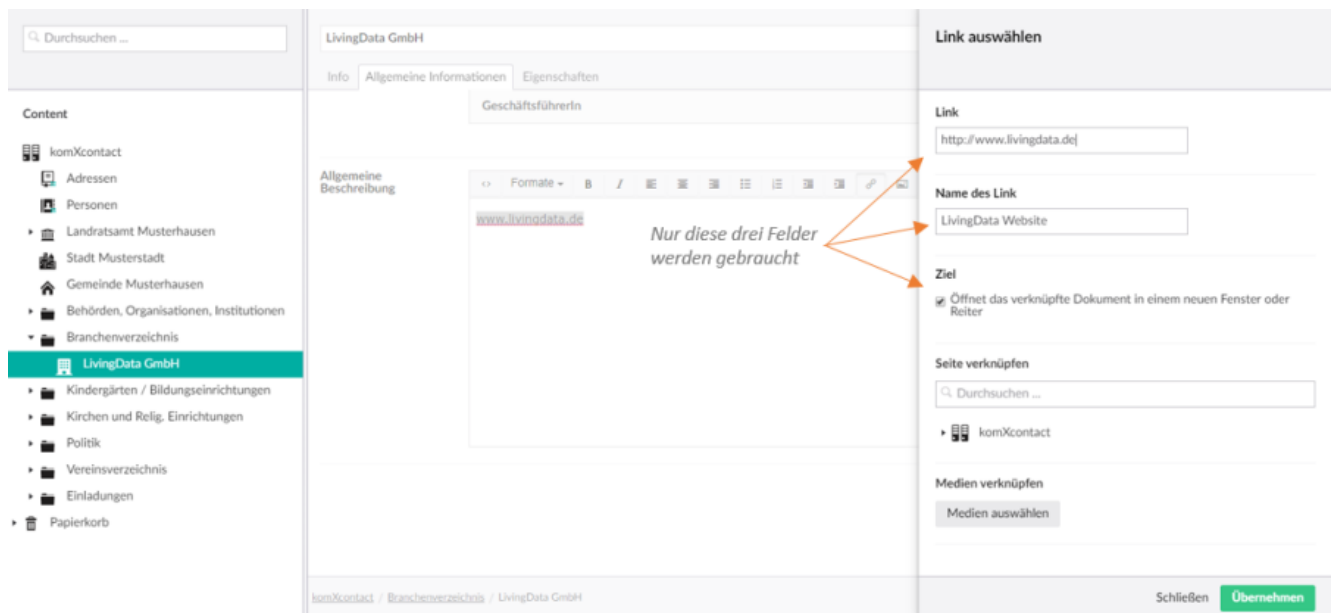 Durchsuchen ...
Content
komXcontact
Adressen
Personen
Landratsamt Musterhausen
Stadt Musterstadt
Gemeinde Musterhausen
Behörden, Organisationen, Institutionen
Branchenverzeichnis
LivingData GmbH
Kindergärten / Bildungseinrichtungen
Kirchen und Relig. Einrichtungen
Politik
Vereinsverzeichnis
Einladungen
Papierkorb
LivingData GmbH
Info Allgemeine Informationen Eigenschaften
GeschäftsführerIn
Allgemeine
Beschreibung
Formate B I
www.livingdata.de
Nur diese drei Felder
werden gebraucht
komXcontact / Branchenverzeichnis / LivingData GmbH
Link auswählen
Link
http://www.livingdata.de
Name des Link
LivingData Website
Ziel
Öffnet das verknüpfte Dokument in einem neuen Fenster oder
Reiter
Seite verknüpfen
Durchsuchen ...
komXcontact
Medien verknüpfen
Medien auswählen
Schließen Übernehmen